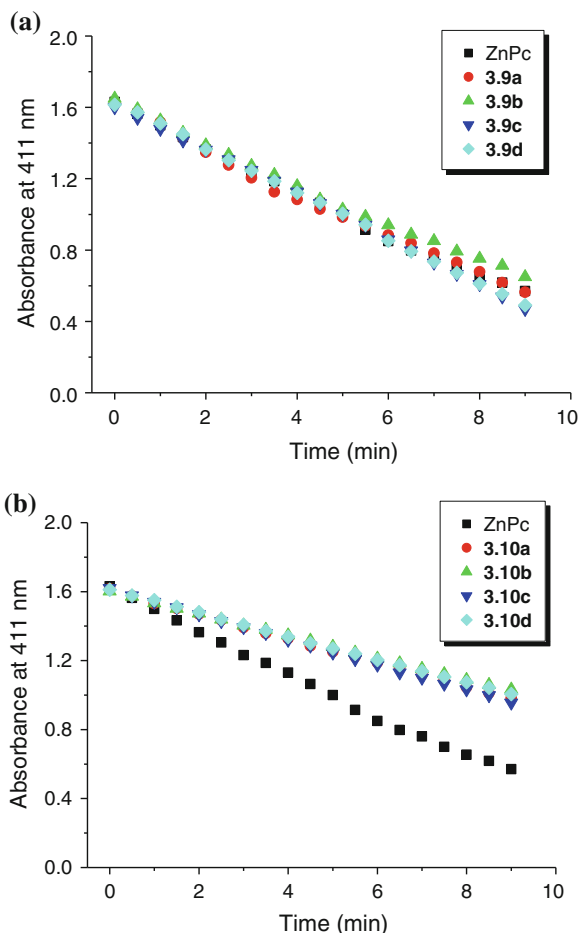 (a)
2.0
1.6
1.2
0.8
0.4
0.0
Absorbance at 411 nm
ZnPc
3.9a
3.9b
3.9c
3.9d
0 2 4 6 8 10
Time (min)
(b)
2.0
1.6
1.2
0.8
0.4
0.0
Absorbance at 411 nm
ZnPc
3.10a
3.10b
3.10c
3.10d
0 2 4 6 8 10
Time (min)